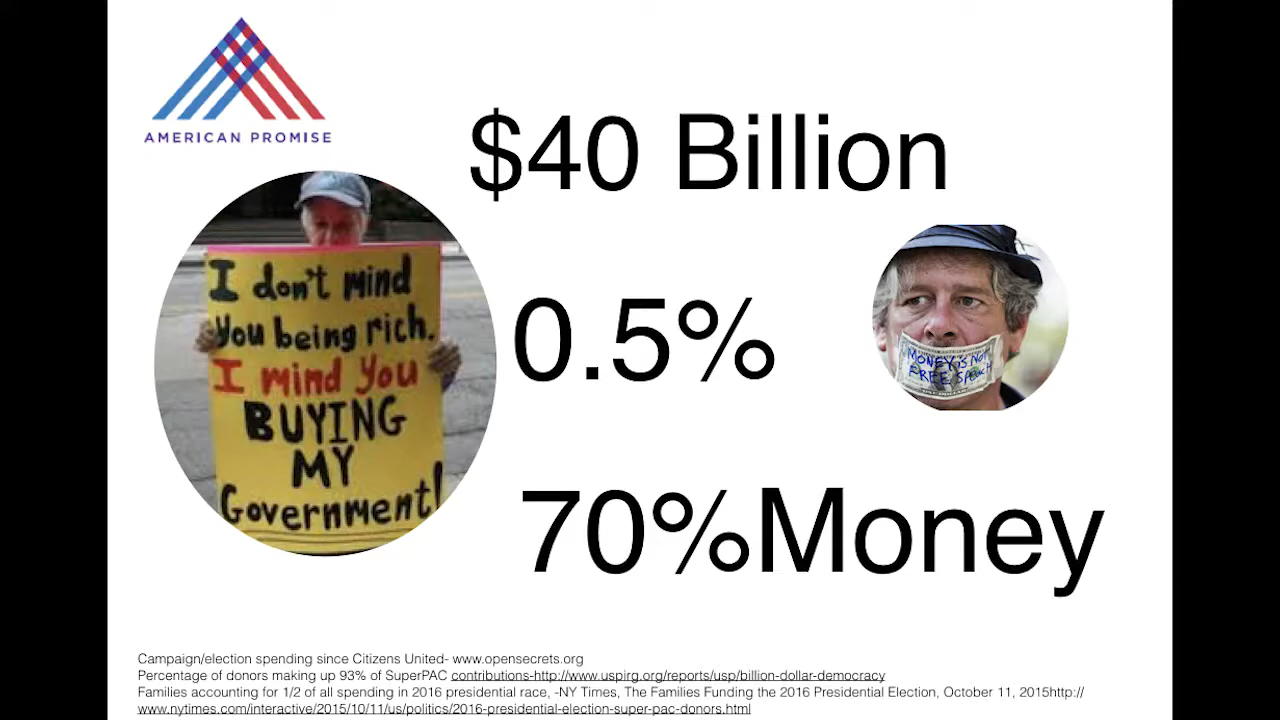 AMERICAN PROMISE
$40 Billion
I don't mind
you being rich.
I mind you
BUYING
MY
Government!
0.5%
MONEY IS NOT
FREE SPEECH
70%Money
Campaign/election spending since Citizens United- www.opensecrets.org
Percentage of donors making up 93% of SuperPAC contributions-http://www.uspirg.org/reports/usp/billion-dollar-democracy
Families accounting for 1/2 of all spending in 2016 presidential race, -NY Times, The Families Funding the 2016 Presidential Election, October 11, 2015http://
www.nytimes.com/interactive/2015/10/11/us/politics/2016-presidential-election-super-pac-donors.html